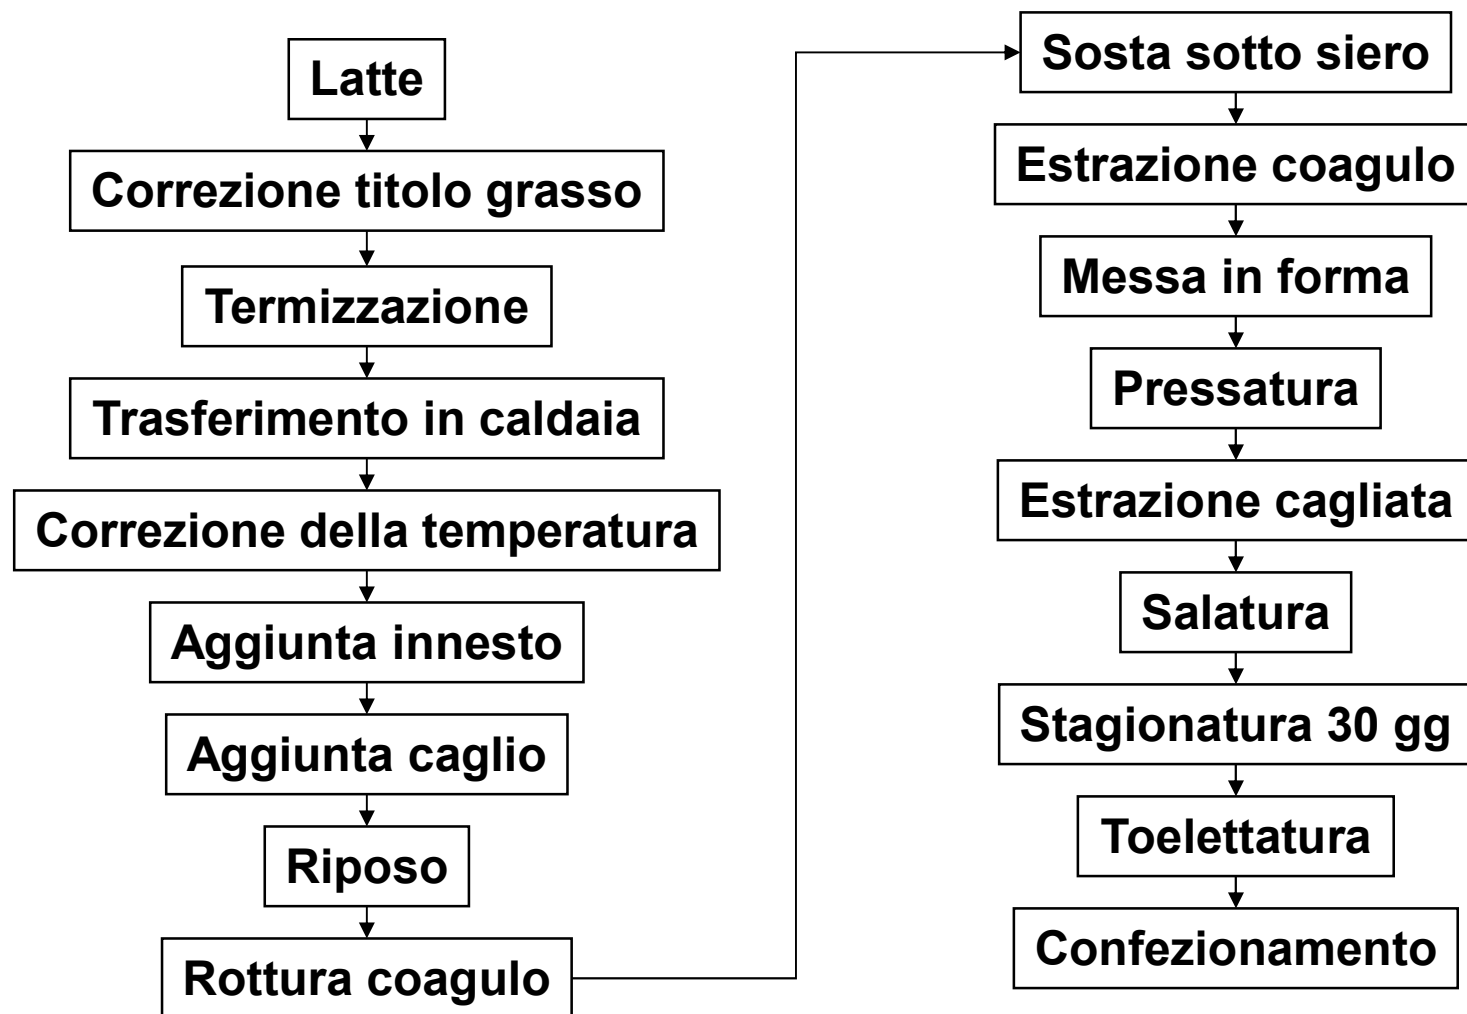 Latte
Correzione titolo grasso
Termizzazione
Trasferimento in caldaia
Correzione della temperatura
Aggiunta innesto
Aggiunta caglio
Riposo
Rottura coagulo
Sosta sotto siero
Estrazione coagulo
Messa in forma
Pressatura
Estrazione cagliata
Salatura
Stagionatura 30 gg
Toelettatura
Confezionamento